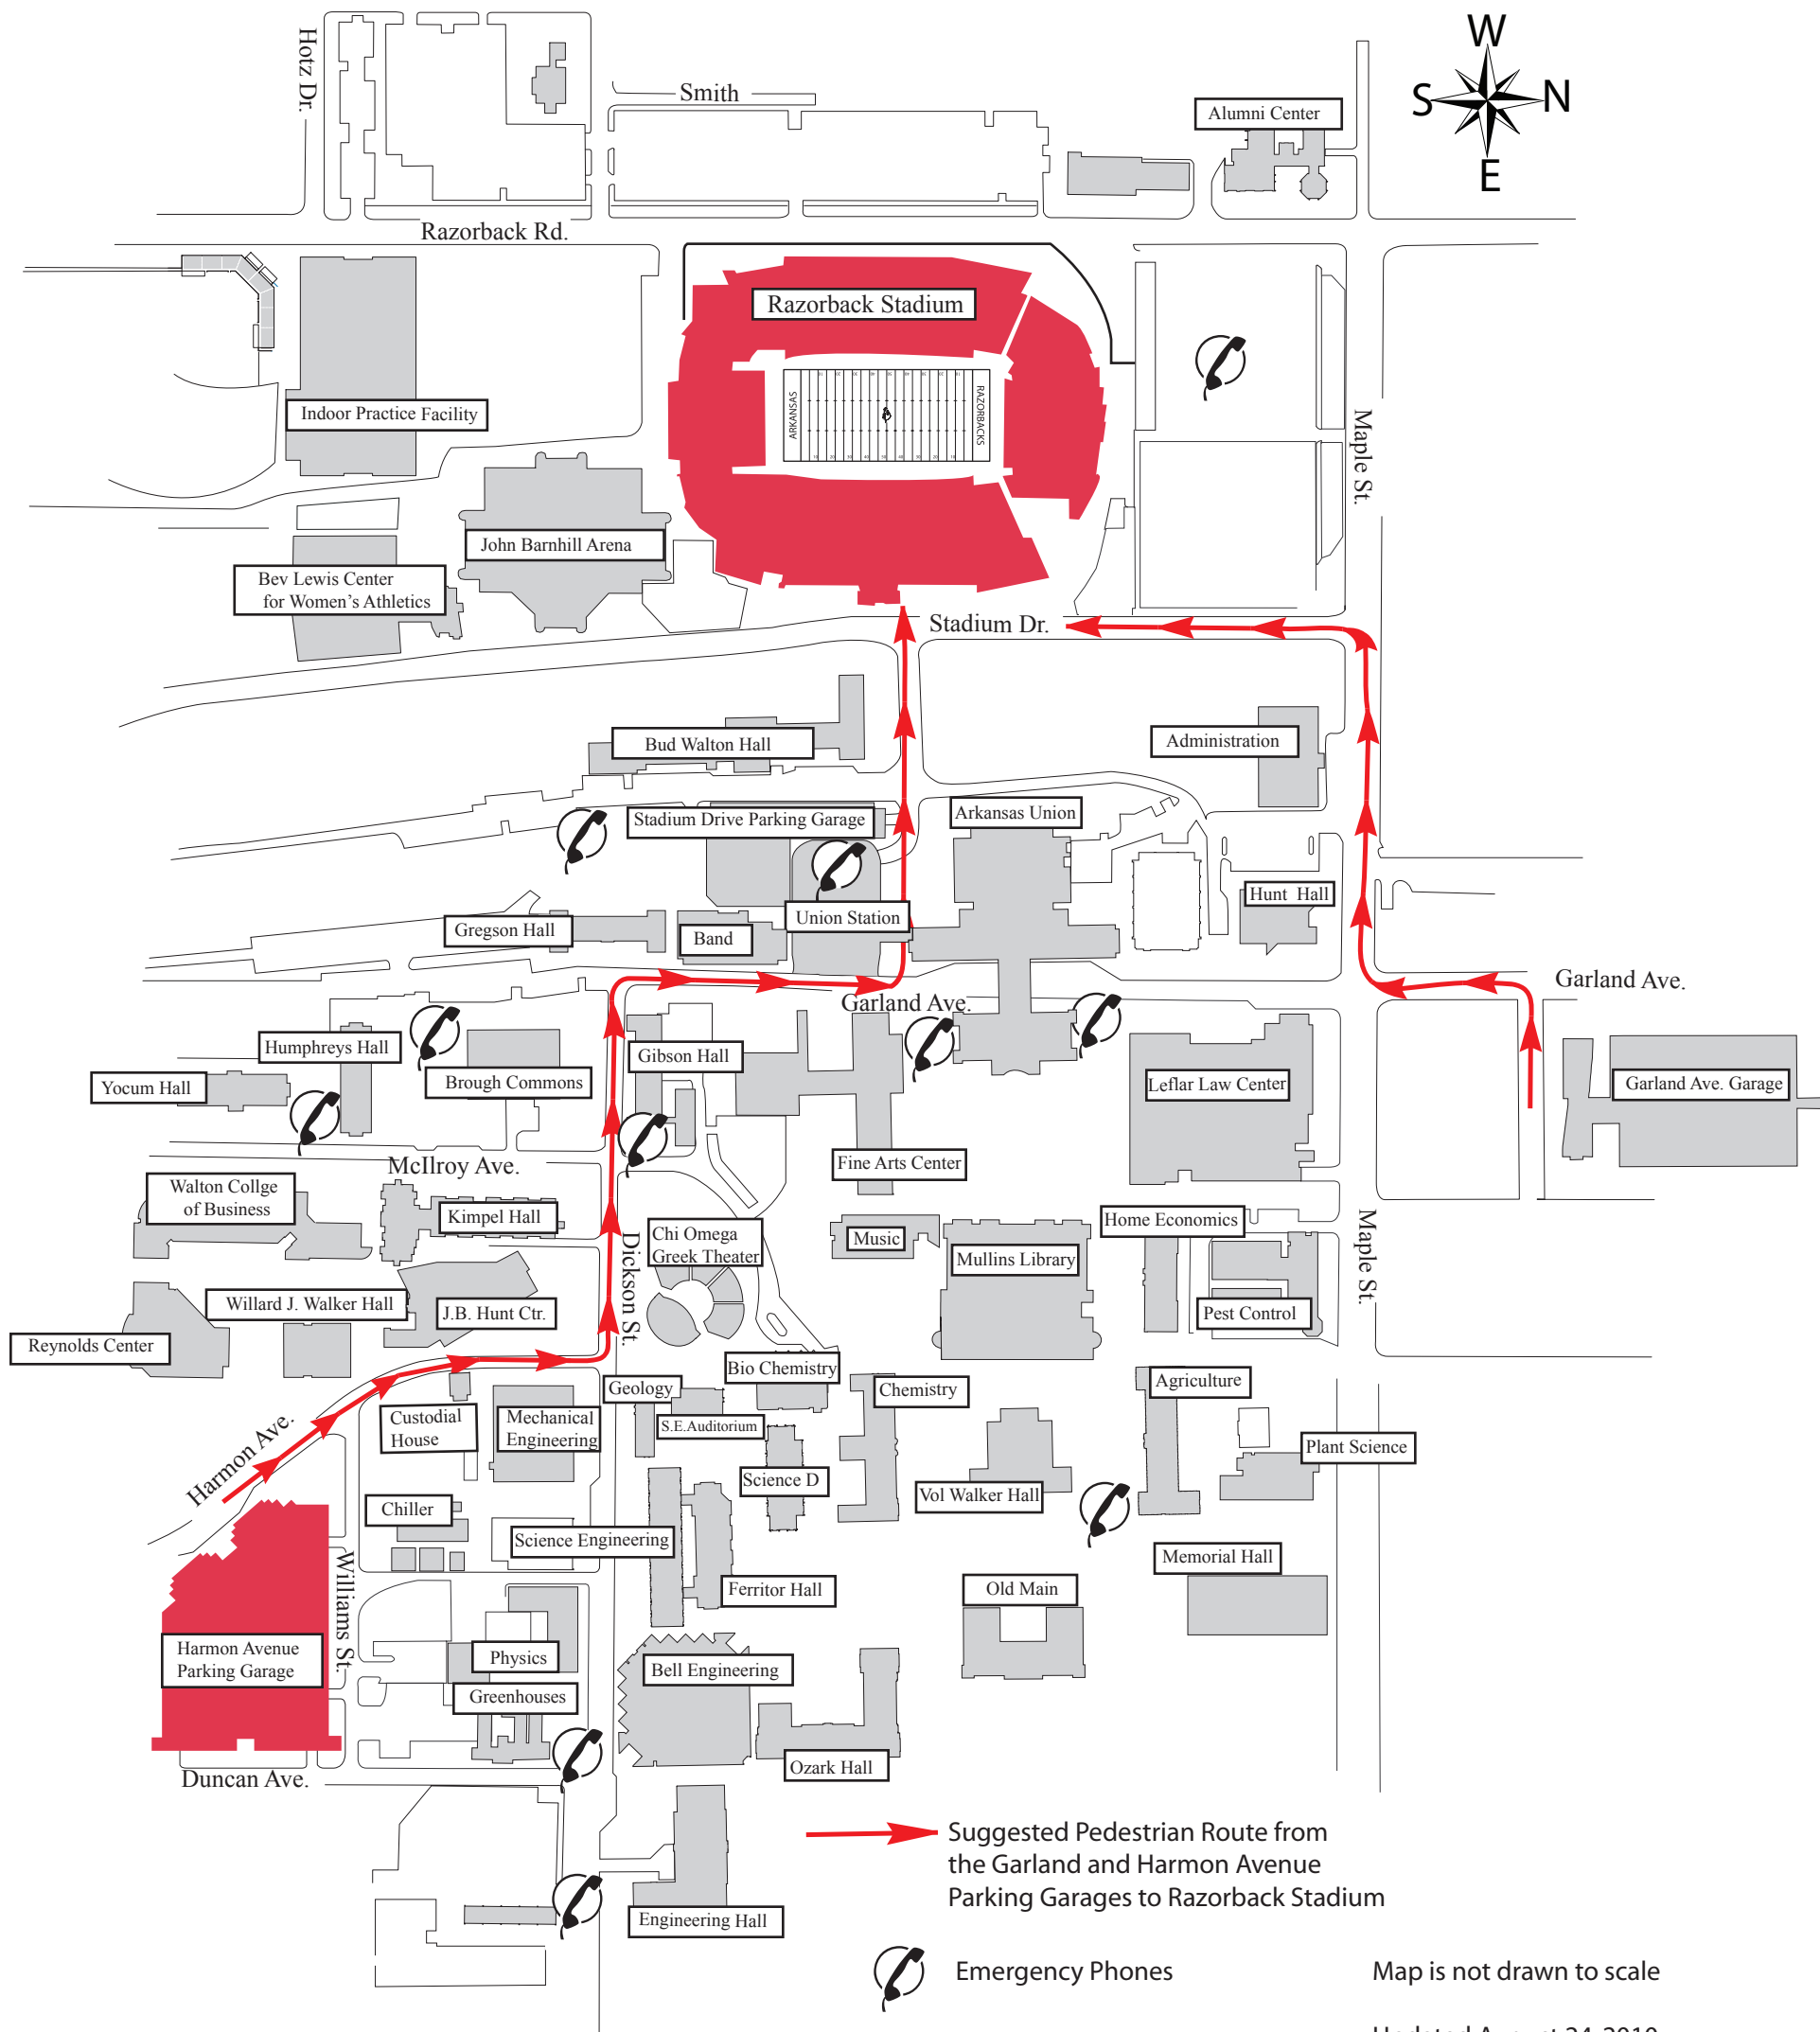 W
S
N
E
Hotz Dr.
Smith
Alumni Center
Razorback Rd.
Razorback Stadium
ARKANSAS
RAZORBACKS
Indoor Practice Facility
Maple St.
John Barnhill Arena
Bev Lewis Center
for Women's Athletics
Stadium Dr.
Bud Walton Hall
Administration
Stadium Drive Parking Garage
Arkansas Union
Hunt Hall
Union Station
Gregson Hall
Band
Garland Ave.
Garland Ave.
Humphreys Hall
Gibson Hall
Yocum Hall
Brough Commons
Leflar Law Center
Garland Ave. Garage
McIlroy Ave.
Fine Arts Center
Walton Collge
of Business
Kimpel Hall
Chi Omega
Greek Theater
Dickson St.
Music
Home Economics
Mullins Library
Maple St.
Willard J. Walker Hall
J.B. Hunt Ctr.
Pest Control
Reynolds Center
Bio Chemistry
Geology
Chemistry
Agriculture
Harmon Ave.
Custodial
House
Mechanical
Engineering
S.E.Auditorium
Plant Science
Science D
Vol Walker Hall
Chiller
Science Engineering
Williams St.
Memorial Hall
Ferritor Hall
Old Main
Harmon Avenue
Parking Garage
Physics
Bell Engineering
Greenhouses
Ozark Hall
Duncan Ave.
Suggested Pedestrian Route from
the Garland and Harmon Avenue
Parking Garages to Razorback Stadium
Engineering Hall
Emergency Phones
Map is not drawn to scale